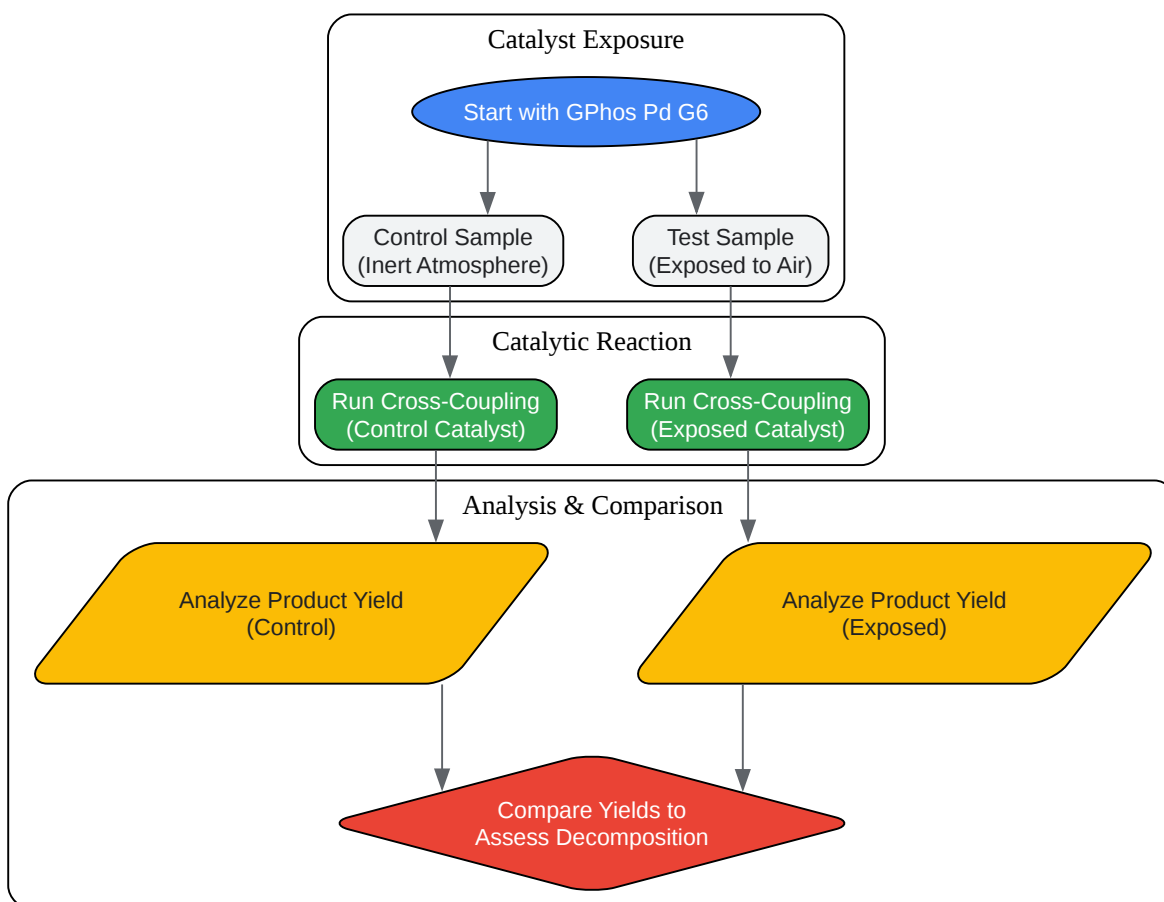 Catalyst Exposure
Start with GPhos Pd G6
Control Sample
(Inert Atmosphere)
Test Sample
(Exposed to Air)
Catalytic Reaction
Run Cross-Coupling
(Control Catalyst)
Run Cross-Coupling
(Exposed Catalyst)
Analysis & Comparison
Analyze Product Yield
(Control)
Analyze Product Yield
(Exposed)
Compare Yields to
Assess Decomposition